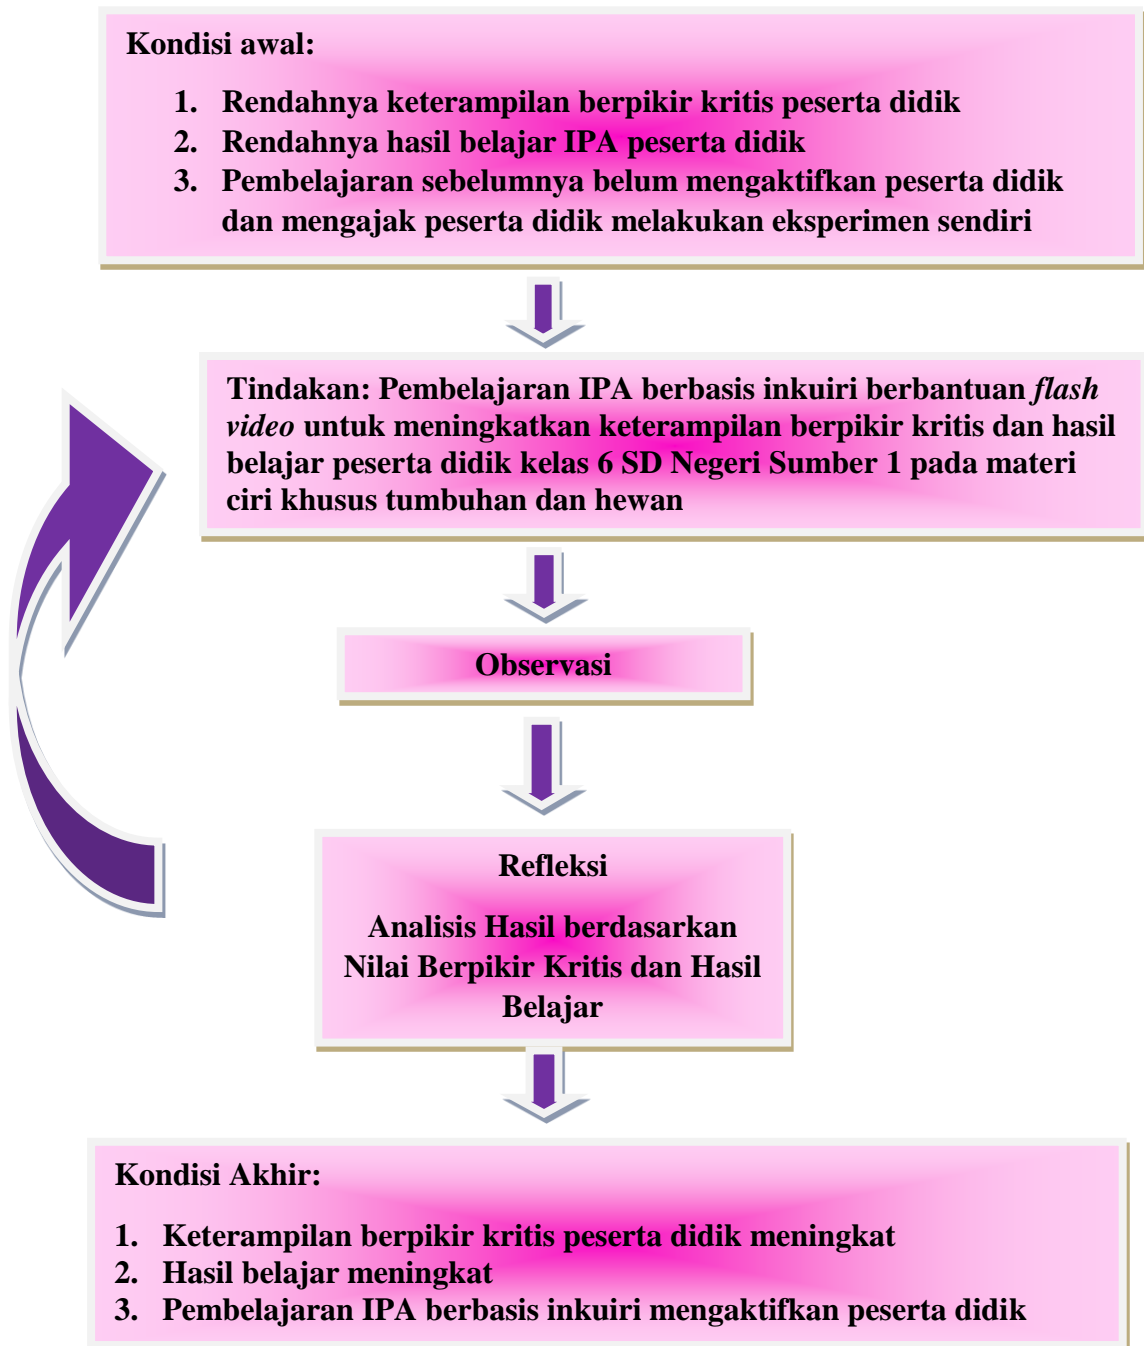 Kondisi awal:
1. Rendahnya keterampilan berpikir kritis peserta didik
2. Rendahnya hasil belajar IPA peserta didik
3. Pembelajaran sebelumnya belum mengaktifkan peserta didik
dan mengajak peserta didik melakukan eksperimen sendiri
Tindakan: Pembelajaran IPA berbasis inkuiri berbantuan flash
video untuk meningkatkan keterampilan berpikir kritis dan hasil
belajar peserta didik kelas 6 SD Negeri Sumber 1 pada materi
ciri khusus tumbuhan dan hewan
Observasi
Refleksi
Analisis Hasil berdasarkan
Nilai Berpikir Kritis dan Hasil
Belajar
Kondisi Akhir:
1. Keterampilan berpikir kritis peserta didik meningkat
2. Hasil belajar meningkat
3. Pembelajaran IPA berbasis inkuiri mengaktifkan peserta didik